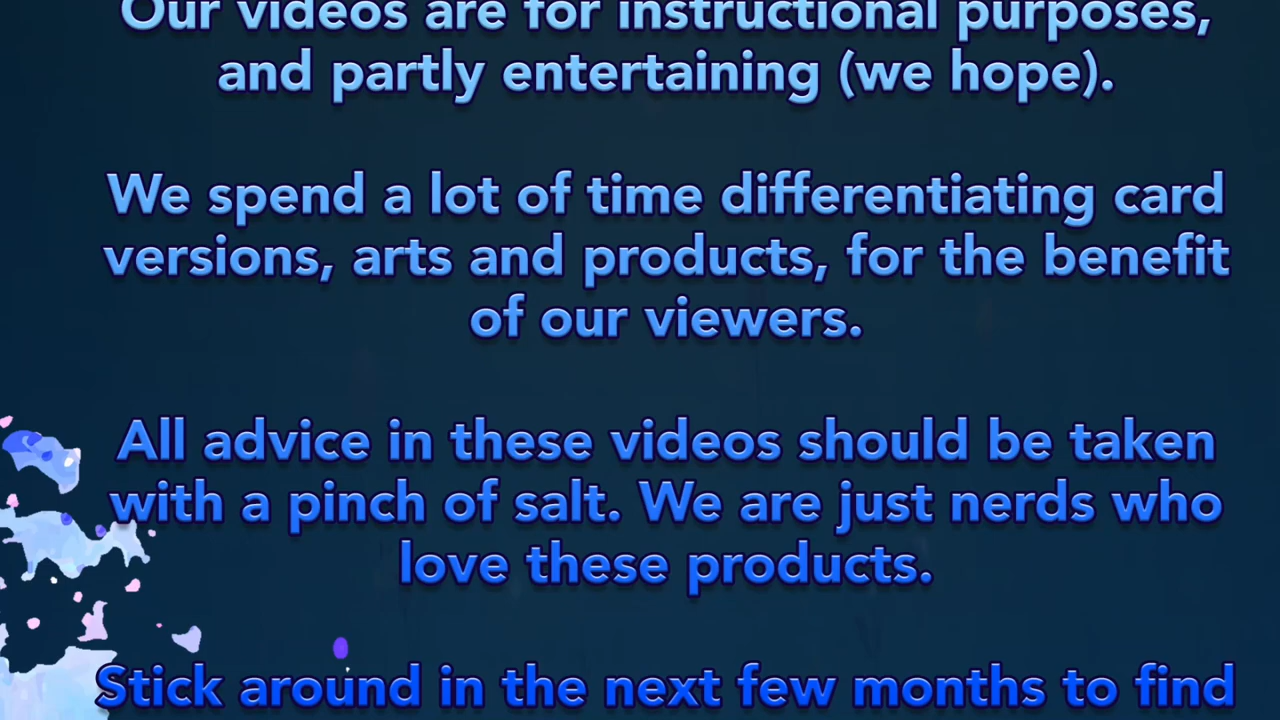 Our videos are for instructional purposes,
and partly entertaining (we hope).
We spend a lot of time differentiating card
versions, arts and products, for the benefit
of our viewers.
All advice in these videos should be taken
with a pinch of salt. We are just nerds who
love these products.
Stick around in the next few months to find